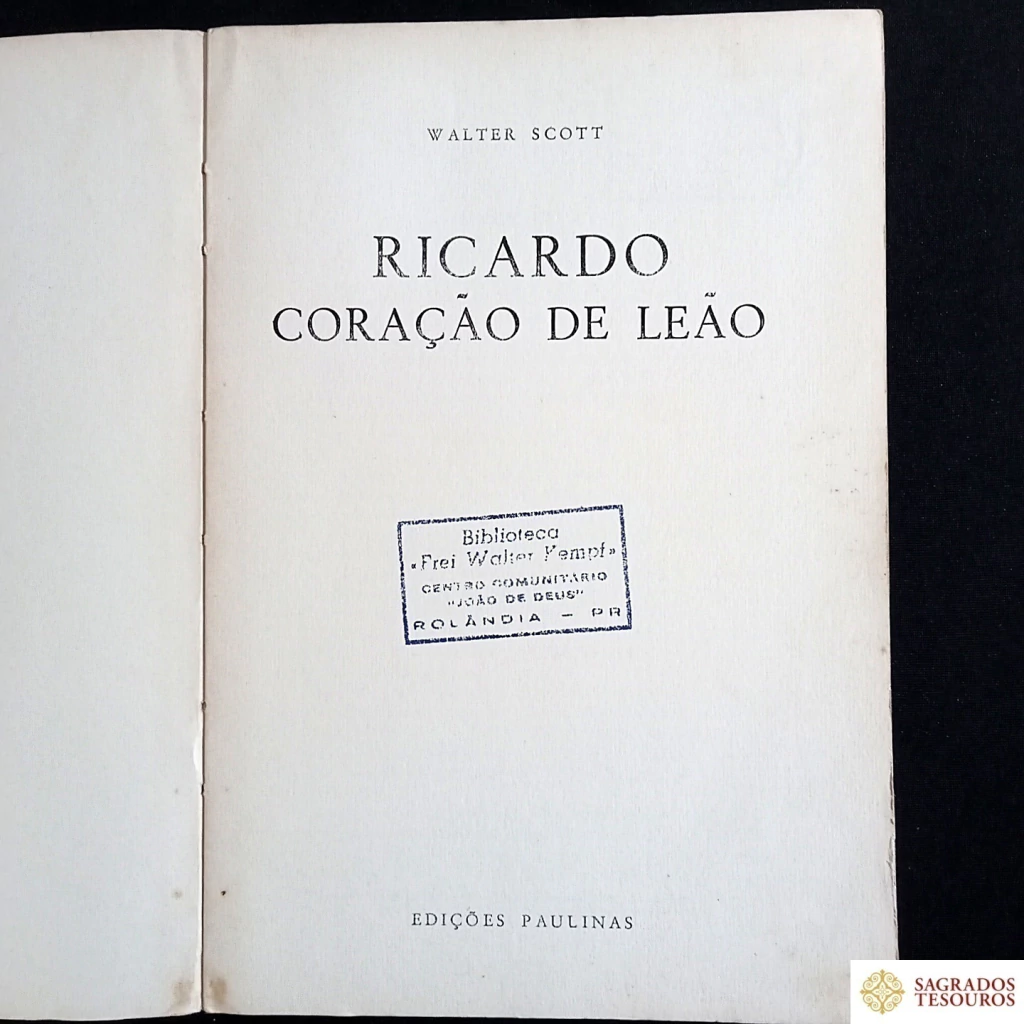 WALTER SCOTT
RICARDO
CORAÇÃO DE LEÃO
Biblioteca
«Frei Walter Kempf»
CENTRO COMUNITÁRIO
"JOÃO DE DEUS"
ROLÂNDIA - PR
EDIÇÕES PAULINAS
SAGRADOS
TESOUROS